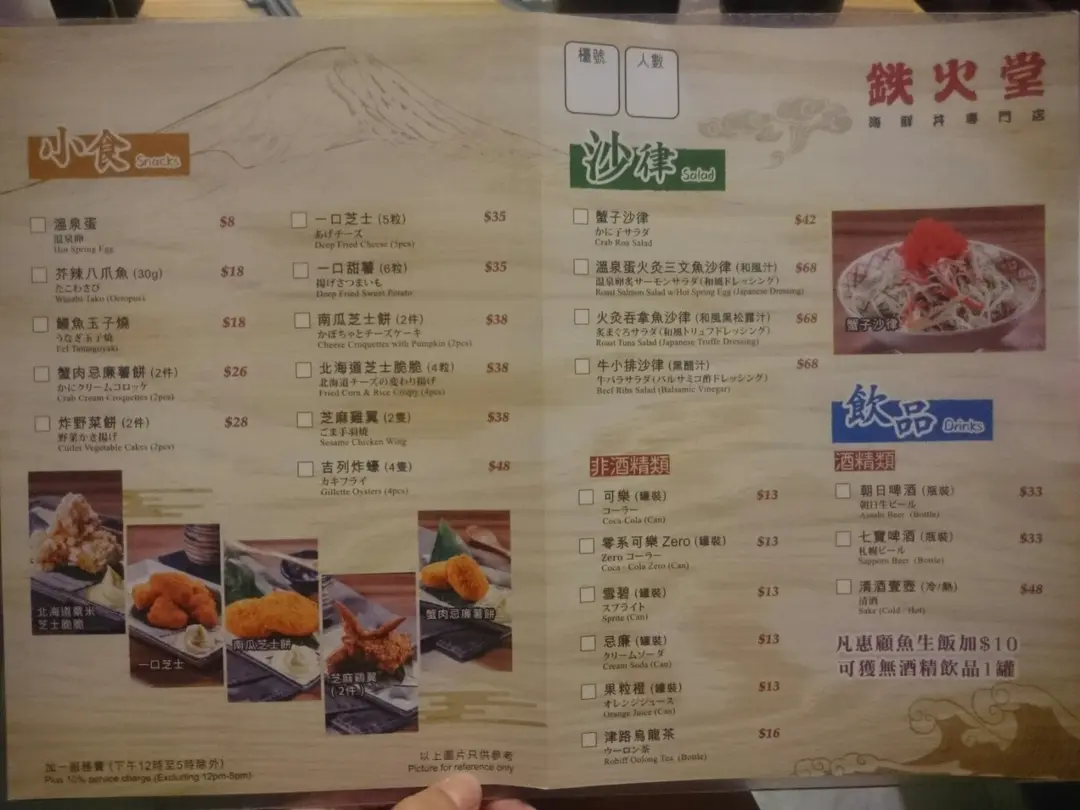 櫃號
人數
鉄火堂
海鮮丼專門店
小食 Snacks
溫泉蛋 $8
温泉卵
Hot Spring Egg
芥辣八爪魚 (30g) $18
たこわさび
Wasabi Tako (Octopus)
鰻魚玉子燒 $18
うなぎ玉子焼
Eel Tamagoyaki
蟹肉忌廉薯餅 (2件) $26
かにクリームコロッケ
Crab Cream Croquettes (2pcs)
炸野菜餅 (2件) $28
野菜かき揚げ
Cutlet Vegetable Cakes (2pcs)
一口芝士 (5粒) $35
あげチーズ
Deep Fried Cheese (5pcs)
一口甜薯 (6粒) $35
揚げさつまいも
Deep Fried Sweet Potato
南瓜芝士餅 (2件) $38
かぼちゃとチーズケーキ
Cheese Croquettes with Pumpkin (2pcs)
北海道芝士脆脆 (4粒) $38
北海道チーズの変わり揚げ
Fried Corn & Rice Crispy (4pcs)
芝麻雞翼 (2隻) $38
ごま手羽焼
Sesame Chicken Wing
吉列炸蠔 (4隻) $48
カキフライ
Gillette Oysters (4pcs)
北海道粟米
芝士脆脆
一口芝士
南瓜芝士餅
芝麻鷄翼
(2件)
蟹肉忌廉薯餅
加一服務費 (下午12時至5時除外)
Plus 10% service charge (Excluding 12pm-5pm)
以上圖片只供參考
Picture for reference only
沙律 Salad
蟹子沙律 $42
かに子サラダ
Crab Roe Salad
溫泉蛋火灸三文魚沙律 (和風汁) $68
温泉卵炙サーモンサラダ (和風ドレッシング)
Roast Salmon Salad w/Hot Spring Egg (Japanese Dressing)
火灸吞拿魚沙律 (和風黑松露汁) $68
炙まぐろサラダ (和風トリュフドレッシング)
Roast Tuna Salad (Japanese Truffe Dressing)
牛小排沙律 (黑醋汁) $68
牛バラサラダ (バルサミコ酢ドレッシング)
Beef Ribs Salad (Balsamic Vinegar)
蟹子沙律
飲品 Drinks
非酒精類
可樂 (罐裝) $13
コーラー
Coca-Cola (Can)
零系可樂 Zero (罐裝) $13
Zero コーラー
Coca - Cola Zero (Can)
雪碧 (罐裝) $13
スプライト
Sprite (Can)
忌廉 (罐裝) $13
クリームソーダ
Cream Soda (Can)
果粒橙 (罐裝) $13
オレンジジュース
Orange Juice (Can)
津路烏龍茶 $16
ウーロン茶
Robiff Oolong Tea (Bottle)
酒精類
朝日啤酒 (瓶裝) $33
朝日生ビール
Asashi Beer (Bottle)
七寶啤酒 (瓶裝) $33
札幌ビール
Sapporo Beer (Bottle)
清酒壹壺 (冷/熱) $48
清酒
Sake (Cold / Hot)
凡惠顧魚生飯加$10
可獲無酒精飲品1罐